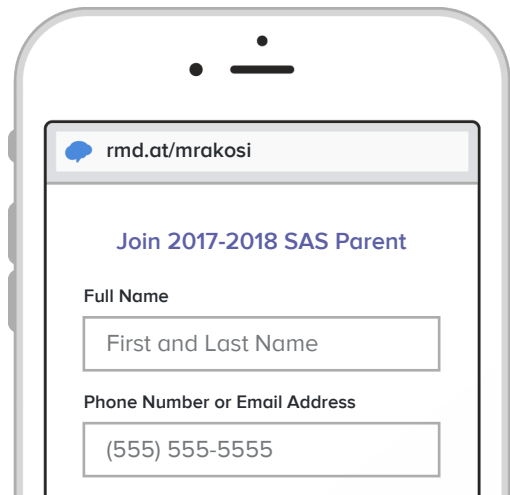 rmd.at/mrakosi
Join 2017-2018 SAS Parent
Full Name
First and Last Name
Phone Number or Email Address
(555) 555-5555